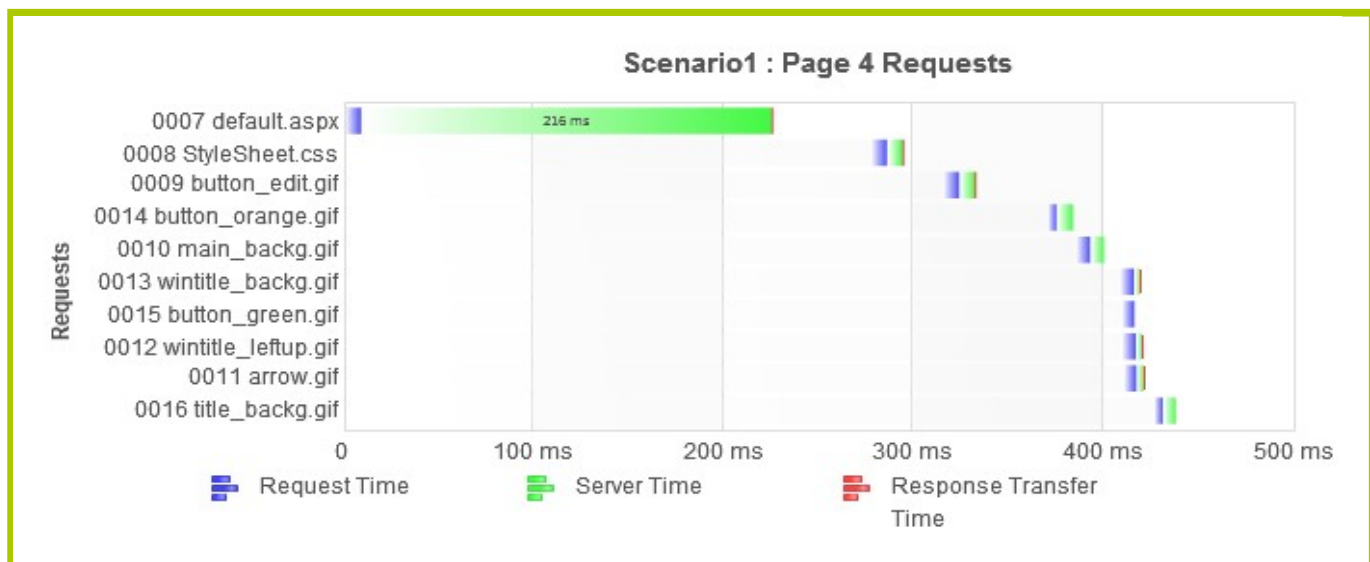 Scenario1 : Page 4 Requests
0007 default.aspx
216 ms
0008 StyleSheet.css
0009 button_edit.gif
0014 button_orange.gif
0010 main_backg.gif
0013 wintitle_backg.gif
0015 button_green.gif
0012 wintitle_leftup.gif
0011 arrow.gif
0016 title_backg.gif
Requests
0 100 ms 200 ms 300 ms 400 ms 500 ms
Request Time Server Time Response Transfer
Time